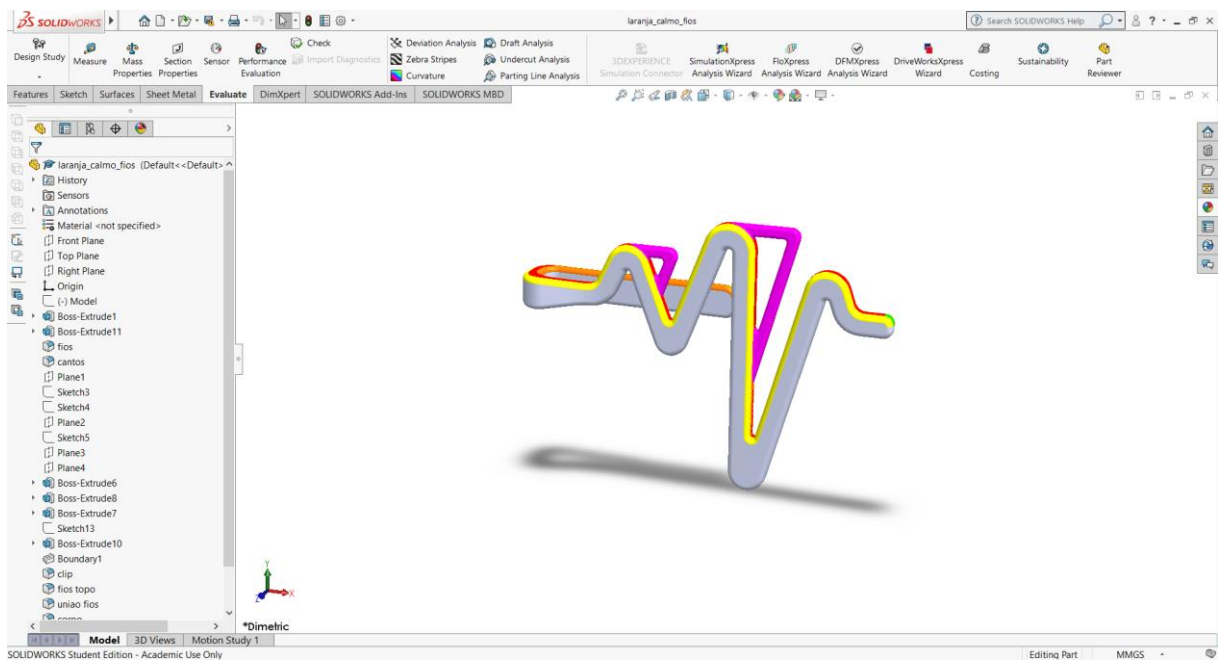 SOLIDWORKS
laranja_calmo_fios
Search SOLIDWORKS Help
Design Study
Measure
Mass Properties
Section Properties
Sensor
Performance Evaluation
Check
Import Diagnostics
Deviation Analysis
Zebra Stripes
Curvature
Draft Analysis
Undercut Analysis
Parting Line Analysis
3DEXPERIENCE Simulation Connector
SimulationXpress Analysis Wizard
FloXpress Analysis Wizard
DFMXpress Analysis Wizard
DriveWorksXpress Wizard
Costing
Sustainability
Part Reviewer
Features Sketch Surfaces Sheet Metal Evaluate DimXpert SOLIDWORKS Add-Ins SOLIDWORKS MBD
laranja_calmo_fios (Default<<Default>
History
Sensors
Annotations
Material <not specified>
Front Plane
Top Plane
Right Plane
Origin
(-) Model
Boss-Extrude1
Boss-Extrude11
fios
cantos
Plane1
Sketch3
Sketch4
Plane2
Sketch5
Plane3
Plane4
Boss-Extrude6
Boss-Extrude8
Boss-Extrude7
Sketch13
Boss-Extrude10
Boundary1
clip
fios topo
uniao fios
Y
X
Z
*Dimetric
Model 3D Views Motion Study 1
SOLIDWORKS Student Edition - Academic Use Only
Editing Part
MMGS